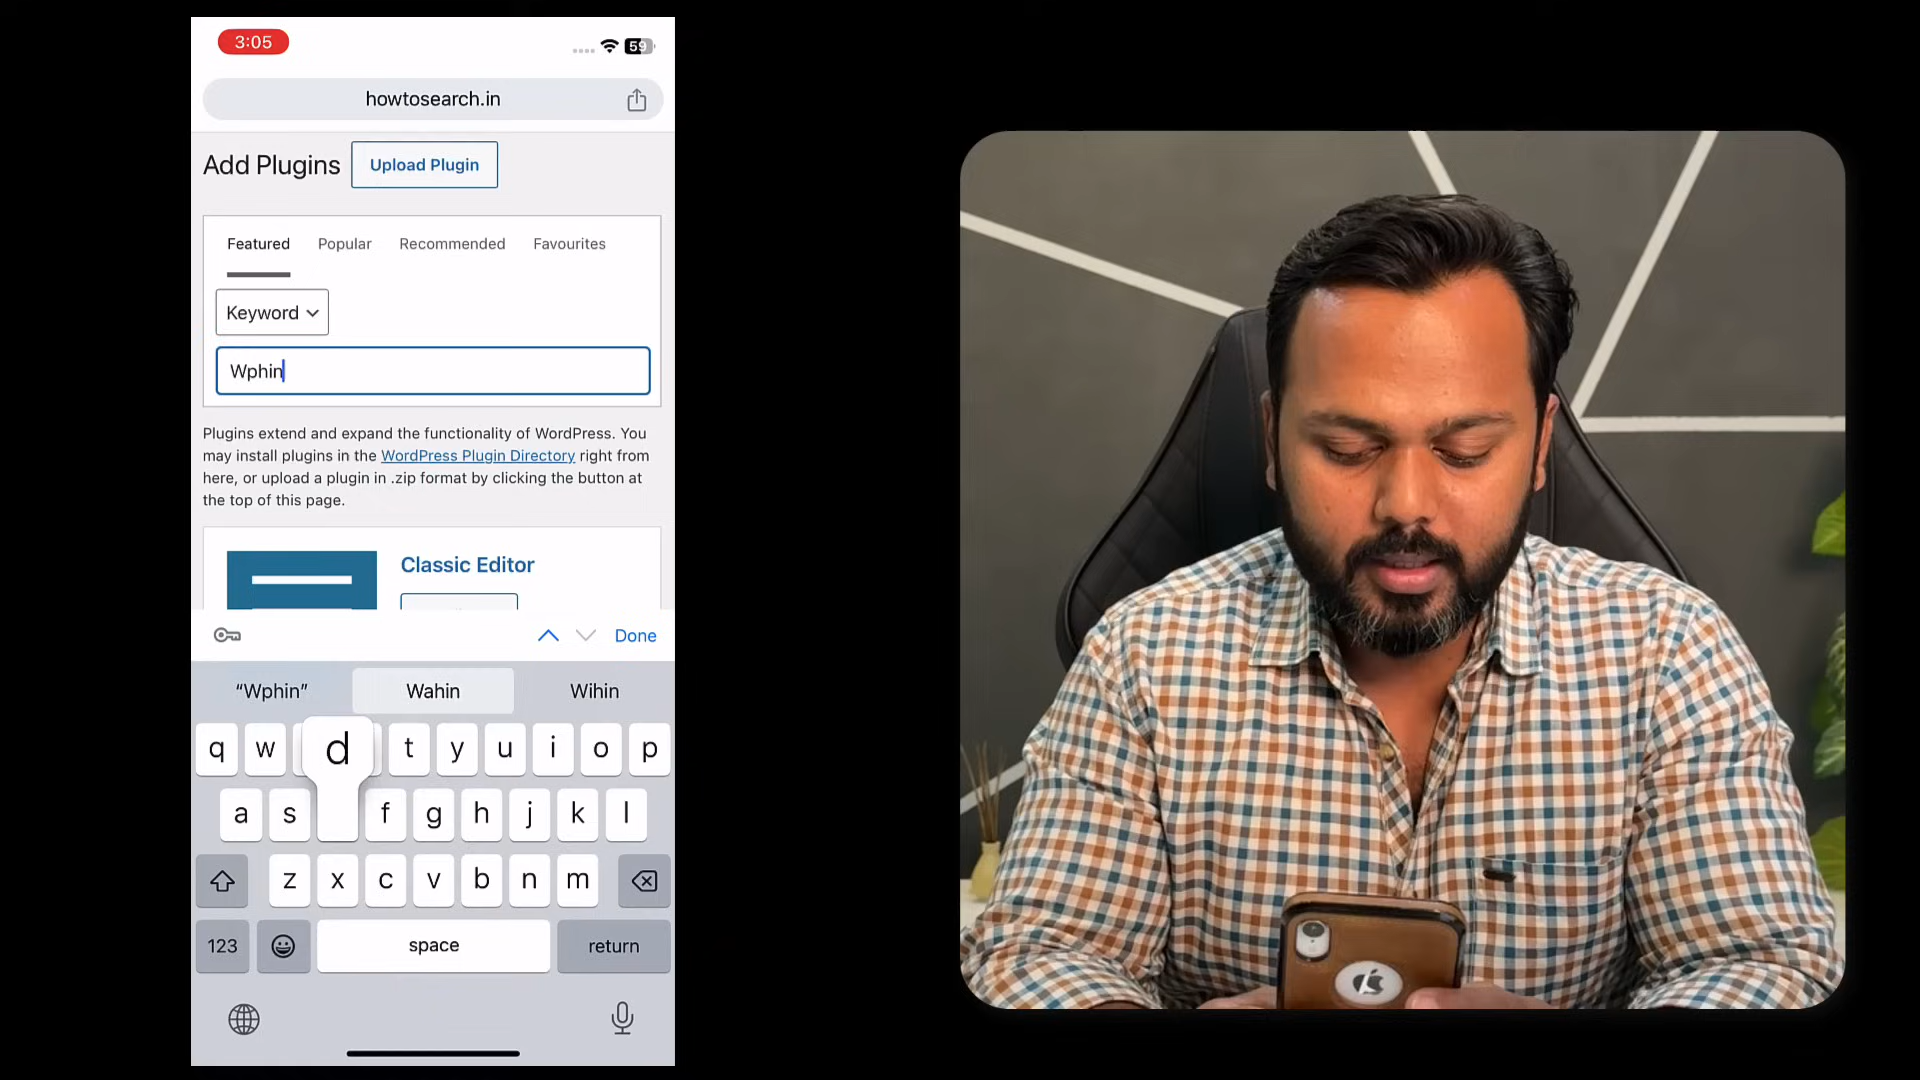 3:05
59
howtosearch.in
Add Plugins
Upload Plugin
Featured Popular Recommended Favourites
Keyword
Wphin
Plugins extend and expand the functionality of WordPress. You
may install plugins in the WordPress Plugin Directory right from
here, or upload a plugin in .zip format by clicking the button at
the top of this page.
Classic Editor
Done
“Wphin” Wahin Wihin
q w d t y u i o p
a s f g h j k l
z x c v b n m
123 space return